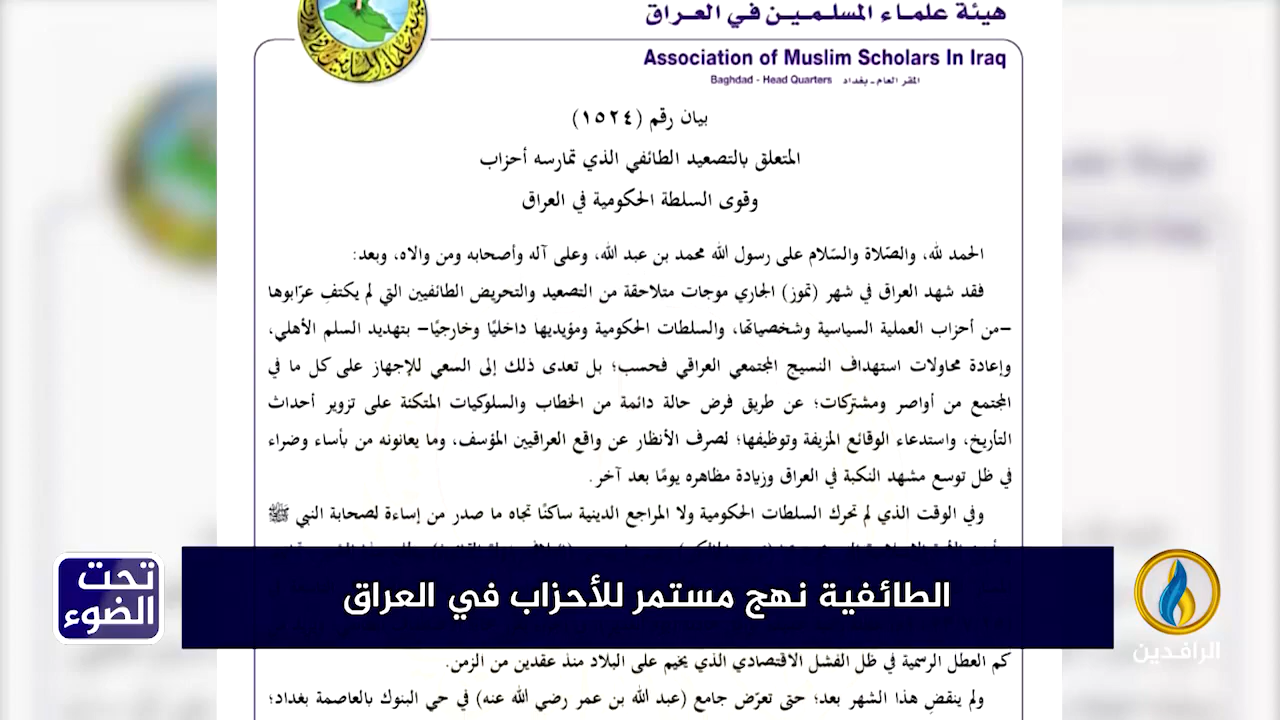 هيئة علماء المسلمين في العراق
Association of Muslim Scholars In Iraq
Baghdad - Head Quarters المقر العام - بغداد
بيان رقم (١٥٢٤)
المتعلق بالتصعيد الطائفي الذي تمارسه أحزاب
وقوى السلطة الحكومية في العراق
الحمد لله، والصّلاة والسّلام على رسول الله محمد بن عبد الله، وعلى آله وأصحابه ومن والاه، وبعد:
فقد شهد العراق في شهر (تموز) الجاري موجات متلاحقة من التصعيد والتحريض الطائفيين التي لم يكتفِ عرّابوها
–من أحزاب العملية السياسية وشخصياتها، والسلطات الحكومية ومؤيديها داخليًا وخارجيًا– بتهديد السلم الأهلي،
وإعادة محاولات استهداف النسيج المجتمعي العراقي فحسب؛ بل تعدى ذلك إلى السعي للإجهاز على كل ما في
المجتمع من أواصر ومشتركات؛ عن طريق فرض حالة دائمة من الخطاب والسلوكيات المتكئة على تزوير أحداث
التأريخ، واستدعاء الوقائع المزيفة وتوظيفها؛ لصرف الأنظار عن واقع العراقيين المؤسف، وما يعانونه من بأساء وضراء
في ظل توسع مشهد النكبة في العراق وزيادة مظاهره يومًا بعد آخر.
وفي الوقت الذي لم تحرك السلطات الحكومية ولا المراجع الدينية ساكنًا تجاه ما صدر من إساءة لصحابة النبي ﷺ
الطائفية نهج مستمر للأحزاب في العراق
تحت
الضوء
الرافدين
كم العطل الرسمية في ظل الفشل الاقتصادي الذي يخيم على البلاد منذ عقدين من الزمن.
ولم ينقضِ هذا الشهر بعد؛ حتى تعرّض جامع (عبد الله بن عمر رضي الله عنه) في حي البنوك بالعاصمة بغداد؛